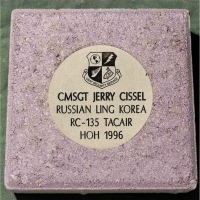 CMSGT JERRY CISSEL
RUSSIAN LING KOREA
RC-135 TACAIR
HOH 1996